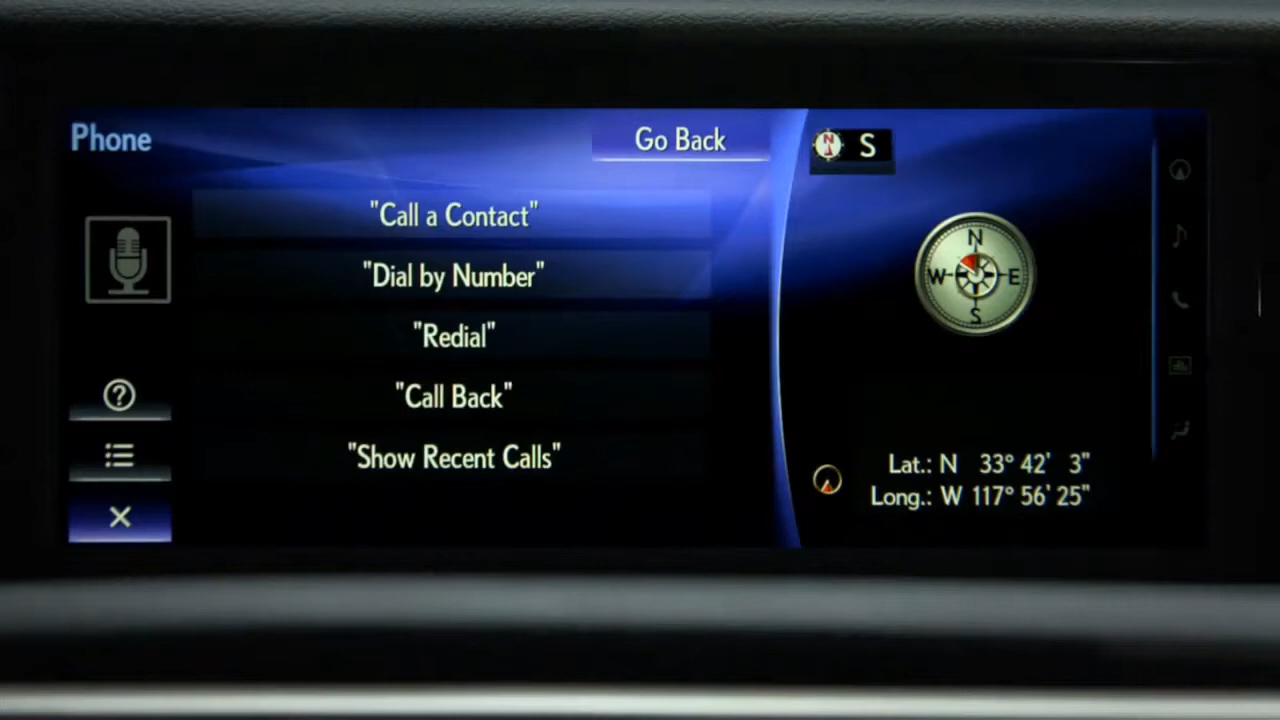 Phone
Go Back
"Call a Contact"
"Dial by Number"
"Redial"
"Call Back"
"Show Recent Calls"
N S
N
W E
S
Lat.: N 33° 42' 3"
Long.: W 117° 56' 25"